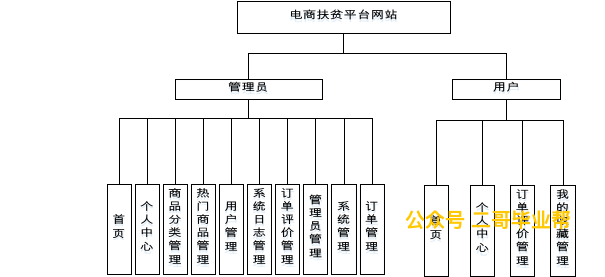 电商扶贫平台网站
管理员
用户
首页
个人中心
商品分类管理
热门商品管理
用户管理
系统日志管理
订单评价管理
管理员管理
系统管理
订单管理
首页
个人中心
订单评价管理
我的收藏管理
公众号 二哥毕业帮